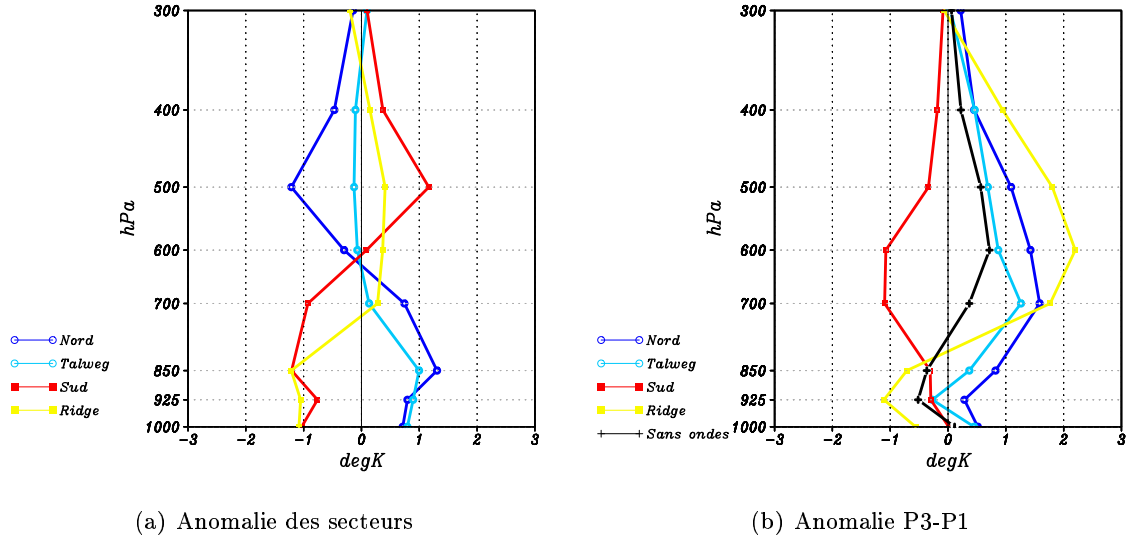 300
400
500
600
700
850
925
1000
hPa
-3 -2 -1 0 1 2 3
degK
Nord
Talweg
Sud
Ridge
(a) Anomalie des secteurs
300
400
500
600
700
850
925
1000
hPa
-3 -2 -1 0 1 2 3
degK
Nord
Talweg
Sud
Ridge
Sans ondes
(b) Anomalie P3-P1